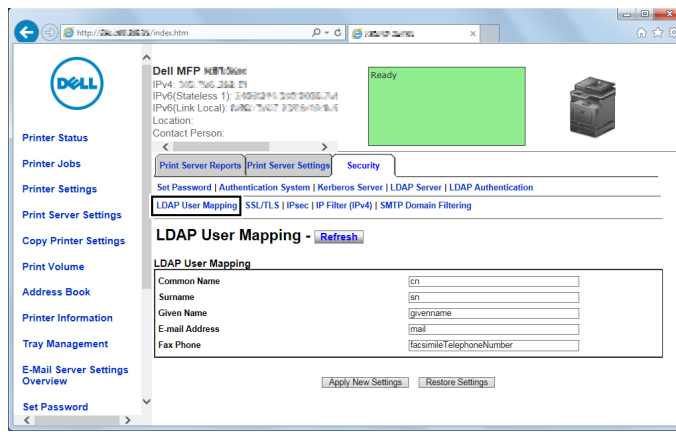 http://
/index.htm
DELL
Dell MFP
IPv4:
IPv6(Stateless 1):
IPv6(Link Local):
Location:
Contact Person:
Ready
Printer Status
Printer Jobs
Printer Settings
Print Server Settings
Copy Printer Settings
Print Volume
Address Book
Printer Information
Tray Management
E-Mail Server Settings
Overview
Set Password
Print Server Reports Print Server Settings Security
Set Password | Authentication System | Kerberos Server | LDAP Server | LDAP Authentication
LDAP User Mapping SSL/TLS | IPsec | IP Filter (IPv4) | SMTP Domain Filtering
LDAP User Mapping - Refresh
LDAP User Mapping
Common Name cn
Surname sn
Given Name givenname
E-mail Address mail
Fax Phone facsimileTelephoneNumber
Apply New Settings Restore Settings